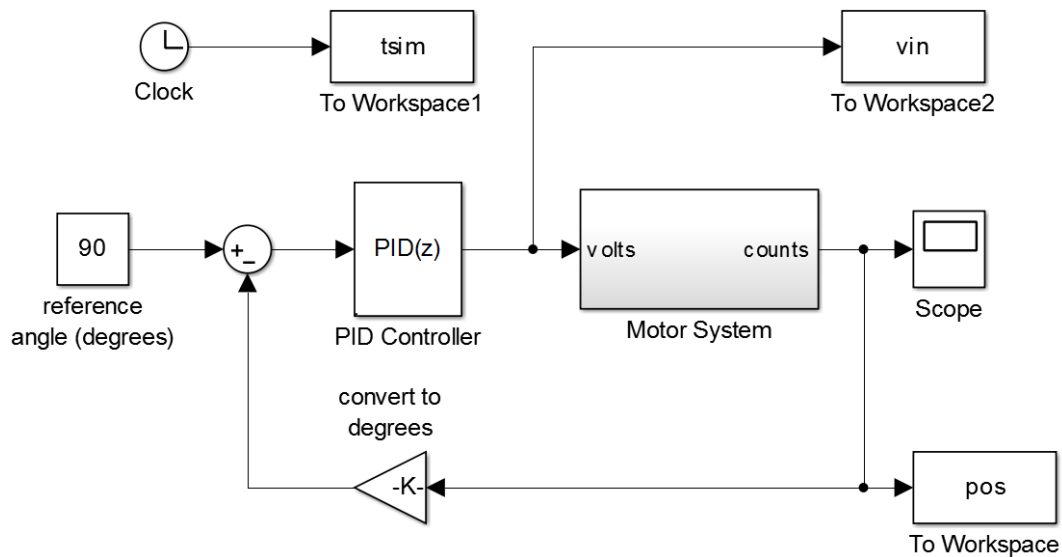 tsim
vin
Clock
To Workspace1
To Workspace2
90
+
-
PID(z)
volts
counts
reference
angle (degrees)
PID Controller
Motor System
Scope
convert to
degrees
-K-
pos
To Workspace